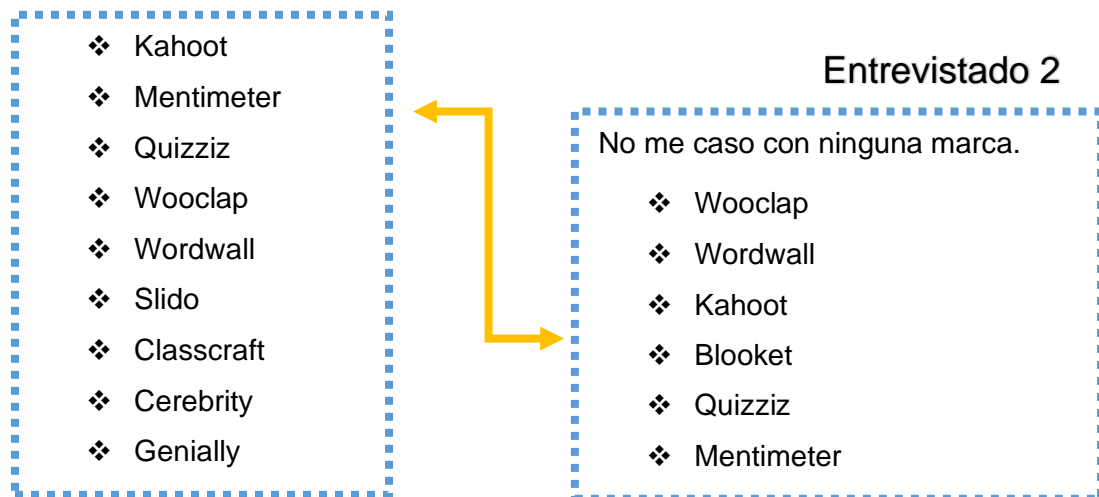 ❖ Kahoot
❖ Mentimeter
❖ Quizziz
❖ Wooclap
❖ Wordwall
❖ Slido
❖ Classcraft
❖ Cerebrity
❖ Genially
Entrevistado 2
No me caso con ninguna marca.
❖ Wooclap
❖ Wordwall
❖ Kahoot
❖ Blooket
❖ Quizziz
❖ Mentimeter